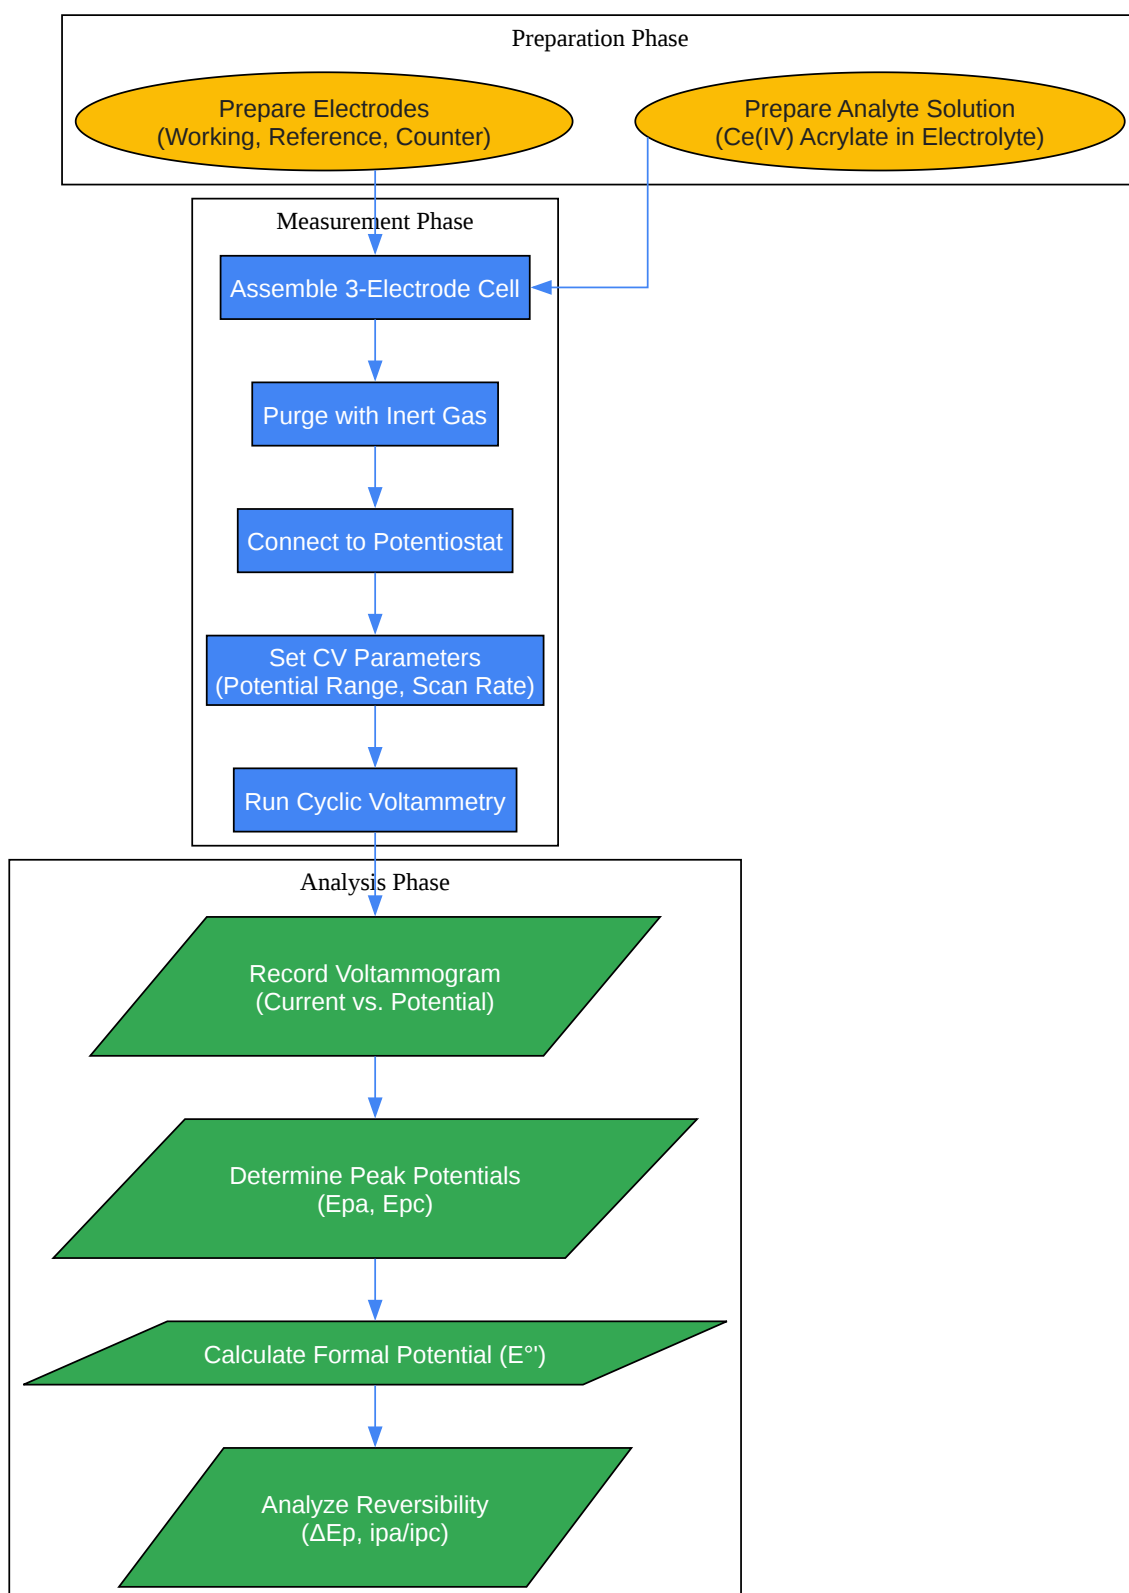 Preparation Phase
Prepare Electrodes
(Working, Reference, Counter)
Prepare Analyte Solution
(Ce(IV) Acrylate in Electrolyte)
Measurement Phase
Assemble 3-Electrode Cell
Purge with Inert Gas
Connect to Potentiostat
Set CV Parameters
(Potential Range, Scan Rate)
Run Cyclic Voltammetry
Analysis Phase
Record Voltammogram
(Current vs. Potential)
Determine Peak Potentials
(Epa, Epc)
Calculate Formal Potential (E°')
Analyze Reversibility
(ΔEp, ipa/ipc)